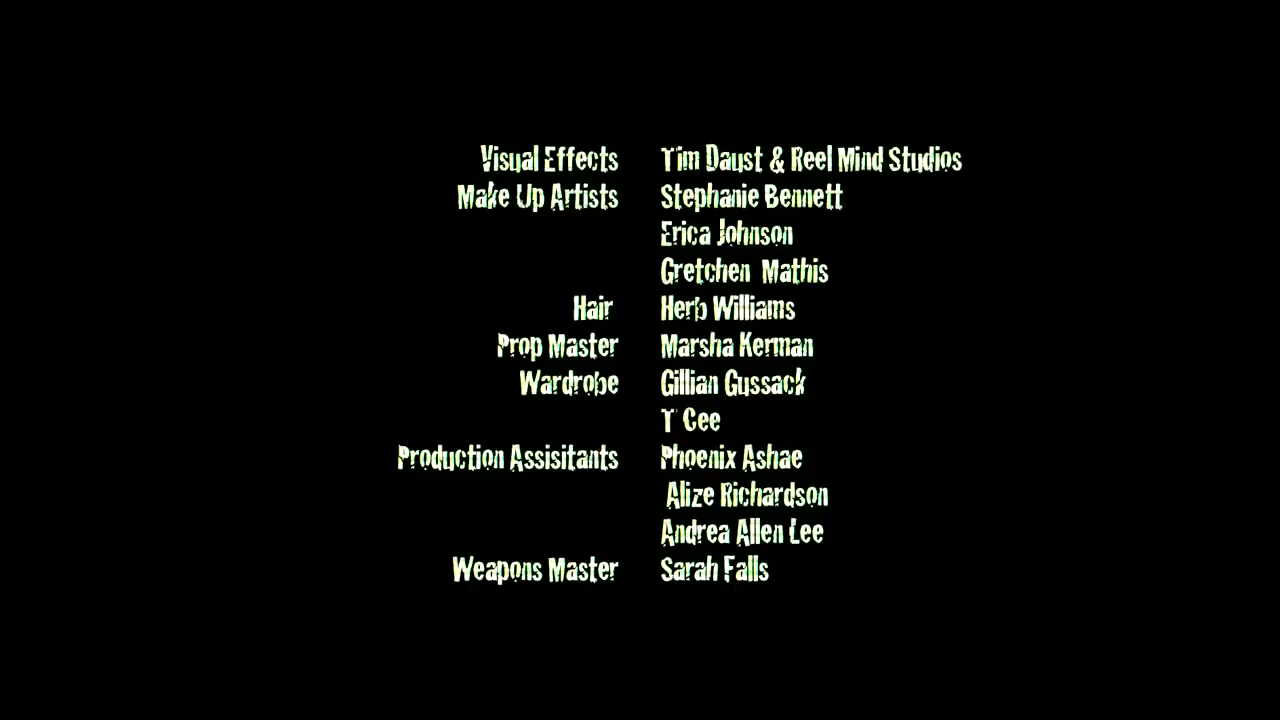 Visual Effects Tim Daust & Reel Mind Studios
Make Up Artists Stephanie Bennett
Erica Johnson
Gretchen Mathis
Hair Herb Williams
Prop Master Marsha Kerman
Wardrobe Gillian Gussack
T Cee
Production Assisitants Phoenix Ashae
Alize Richardson
Andrea Allen Lee
Weapons Master Sarah Falls